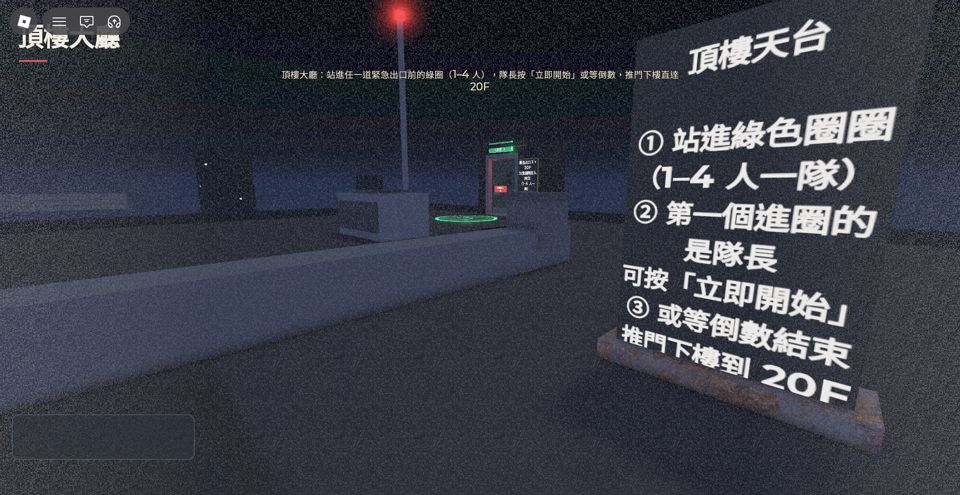 頂樓大廳
頂樓大廳：站進任一道緊急出口前的綠圈（1–4 人），隊長按「立即開始」或等倒數，推門下樓直達
20F
頂樓天台
① 站進綠色圈圈
（1–4 人一隊）
② 第一個進圈的
是隊長
可按「立即開始」
③ 或等倒數結束
推門下樓到 20F